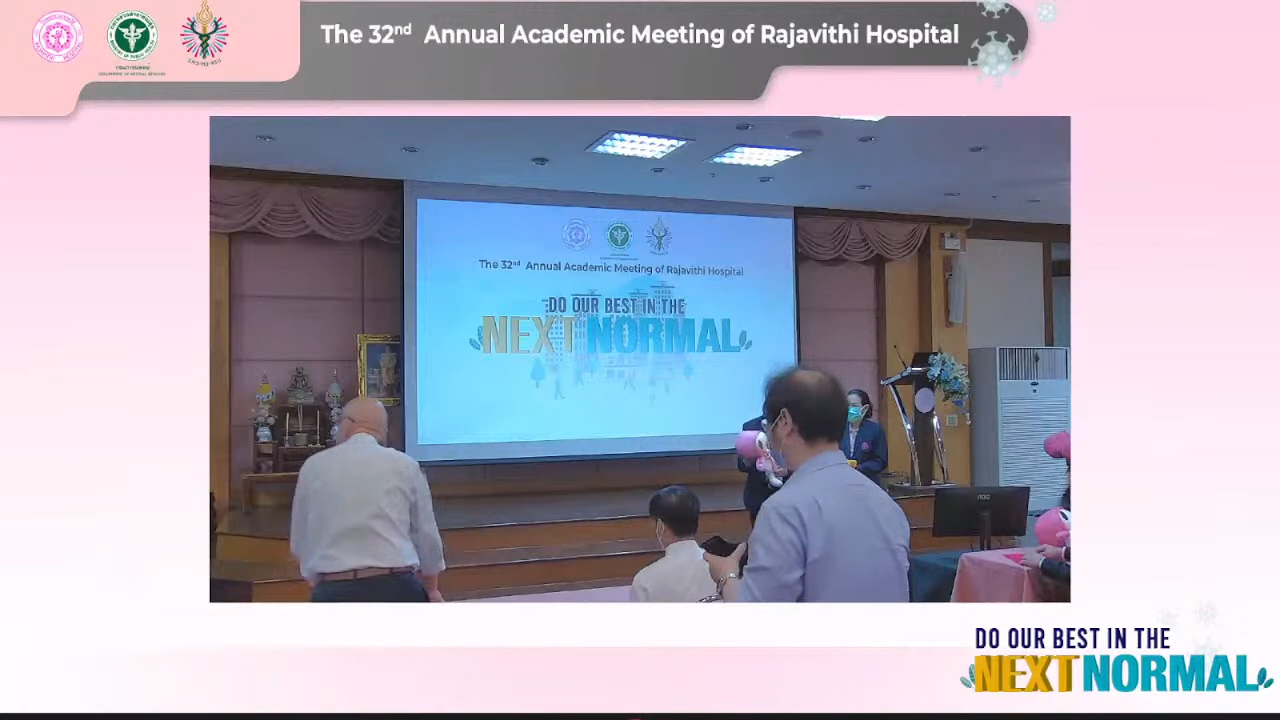 The 32nd Annual Academic Meeting of Rajavithi Hospital
The 32nd Annual Academic Meeting of Rajavithi Hospital
DO OUR BEST IN THE
NEXT NORMAL
AOC
DO OUR BEST IN THE
NEXT NORMAL